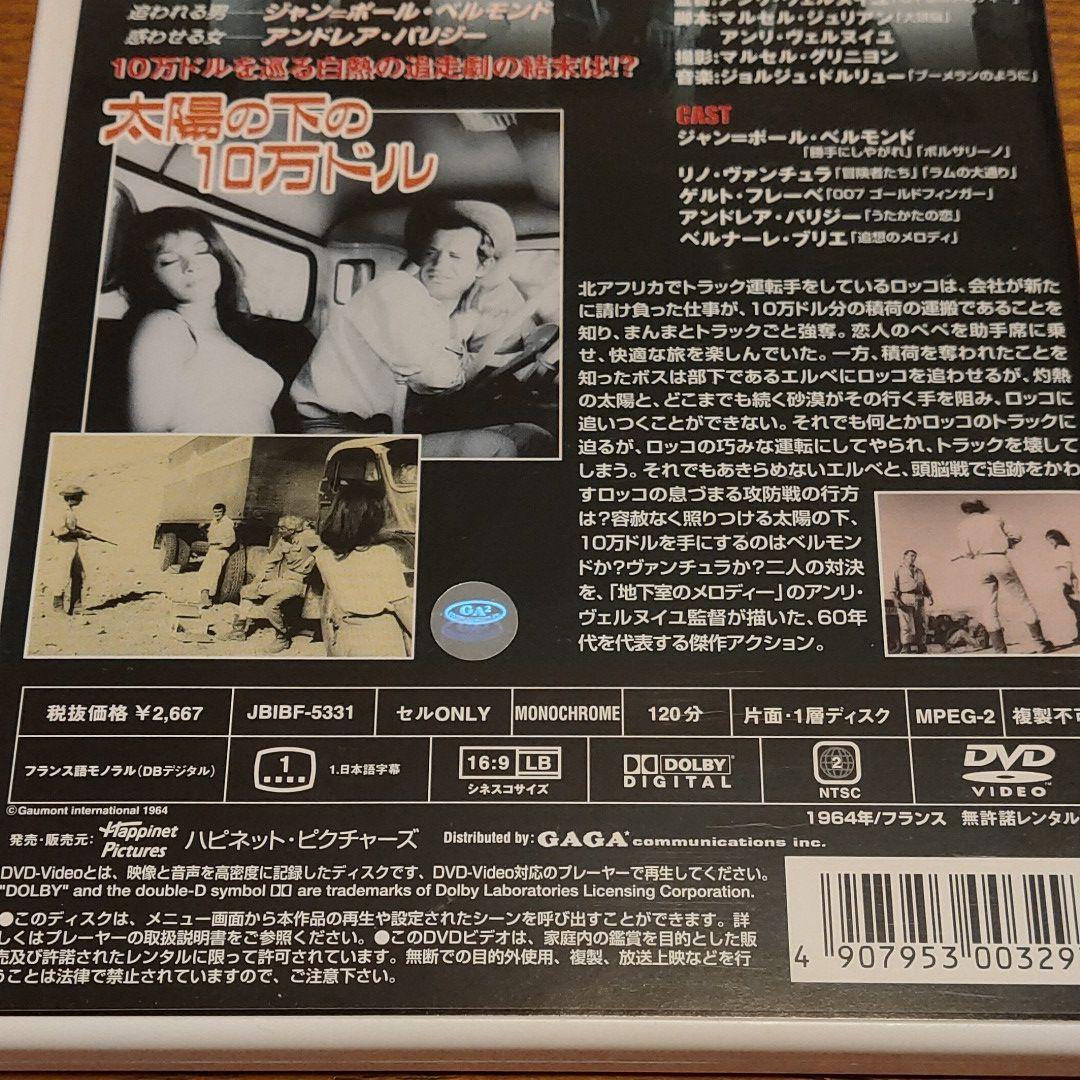 追われる男 ― ジャン=ポール・ベルモンド
惑わせる女 ― アンドレア・パリジー
10万ドルを巡る白熱の追走劇の結末は!?
太陽の下の
10万ドル
脚本:マルセル・ジュリアン「大頭脳」
アンリ・ヴェルヌイユ
撮影:マルセル・グリニヨン
音楽:ジョルジュ・ドルリュー「ブーメランのように」
CAST
ジャン=ポール・ベルモンド
「勝手にしやがれ」「ボルサリーノ」
リノ・ヴァンチュラ「冒険者たち」「ラムの大通り」
ゲルト・フレーベ「007 ゴールドフィンガー」
アンドレア・パリジー「うたかたの恋」
ベルナーレ・ブリエ「追想のメロディ」
北アフリカでトラック運転手をしているロッコは、会社が新た
に請け負った仕事が、10万ドル分の積荷の運搬であることを
知り、まんまとトラックごと強奪。恋人のペペを助手席に乗
せ、快適な旅を楽しんでいた。一方、積荷を奪われたことを
知ったボスは部下であるエルベにロッコを追わせるが、灼熱
の太陽と、どこまでも続く砂漠がその行く手を阻み、ロッコに
追いつくことができない。それでも何とかロッコのトラックに
迫るが、ロッコの巧みな運転にしてやられ、トラックを壊して
しまう。それでもあきらめないエルベと、頭脳戦で追跡をかわ
すロッコの息づまる攻防戦の行方
は?容赦なく照りつける太陽の下、
10万ドルを手にするのはベルモン
ドか?ヴァンチュラか?二人の対決
を、「地下室のメロディー」のアンリ・
ヴェルヌイユ監督が描いた、60年
代を代表する傑作アクション。
GA²
税抜価格 ¥2,667 JBIBF-5331 セルONLY MONOCHROME 120分 片面・1層ディスク MPEG-2 複製不可
フランス語モノラル(DBデジタル) 1 1.日本語字幕 16:9 LB シネスコサイズ DOLBY DIGITAL 2 NTSC DVD VIDEO
©Gaumont international 1964
1964年/フランス 無許諾レンタル
発売・販売元: Happinet Pictures ハピネット・ピクチャーズ Distributed by: GAGA communications inc.
DVD-Videoとは、映像と音声を高密度に記録したディスクです。DVD-Video対応のプレーヤーで再生してください。
"DOLBY" and the double-D symbol are trademarks of Dolby Laboratories Licensing Corporation.
●このディスクは、メニュー画面から本作品の再生や設定されたシーンを呼び出すことができます。詳
しくはプレーヤーの取扱説明書をご参照ください。●このDVDビデオは、家庭内の鑑賞を目的とした販
売及び許諾されたレンタルに限って許可されています。無断での目的外使用、複製、放送上映などを行
うことは法律で禁止されていますので、ご注意下さい。
4 907953 00329